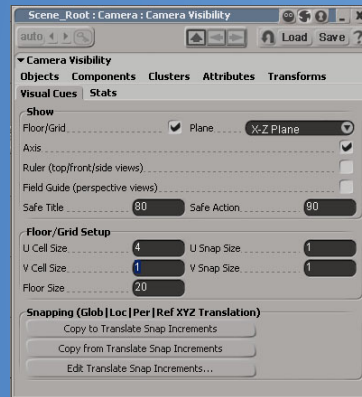 Scene_Root : Camera : Camera Visibility
auto Load Save ?
Camera Visibility
Objects Components Clusters Attributes Transforms
Visual Cues Stats
Show
Floor/Grid Plane X-Z Plane
Axis
Ruler (top/front/side views)
Field Guide (perspective views)
Safe Title 80 Safe Action 90
Floor/Grid Setup
U Cell Size 4 U Snap Size 1
V Cell Size 1 V Snap Size 1
Floor Size 20
Snapping (Glob|Loc|Per|Ref XYZ Translation)
Copy to Translate Snap Increments
Copy from Translate Snap Increments
Edit Translate Snap Increments...